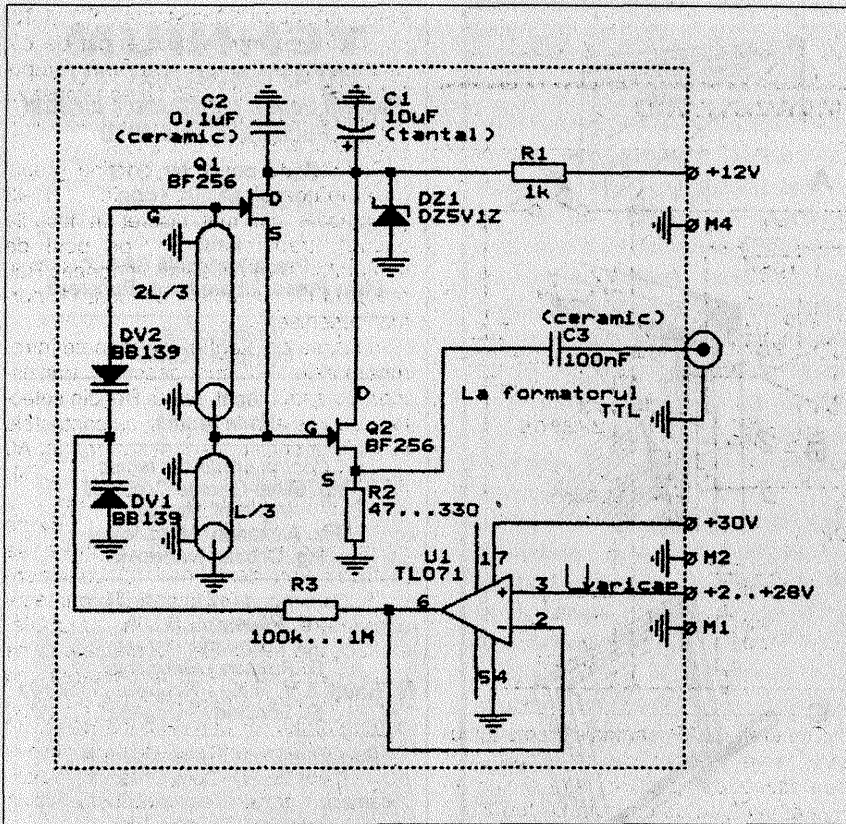 C2
0,1uF
(ceramic)
C1
10uF
(tantal)
+
Q1
BF256
D
G
S
R1
1k
+12V
DZ1
DZ5V1Z
M4
2L/3
(ceramic)
C3
100nF
DV2
BB139
La formatorul
TTL
D
G
Q2
BF256
S
DV1
BB139
L/3
R2
47...330
+30V
U1
TL071
1
7
M2
Uvaricap
+2..+28V
R3
6
3
+
2
-
M1
100k...1M
5
4